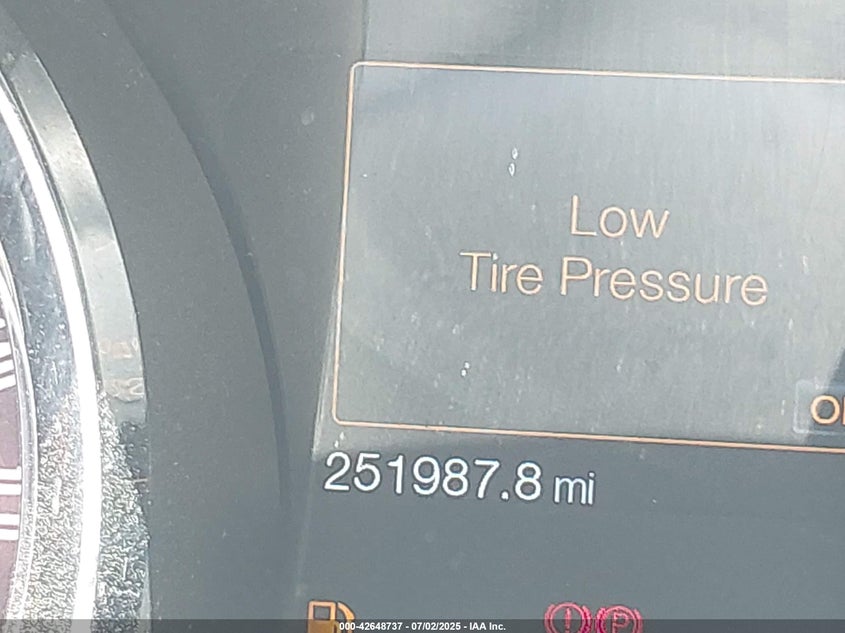 Low
Tire Pressure
251987.8 mi
000-42648737 - 07/02/2025 - IAA Inc.